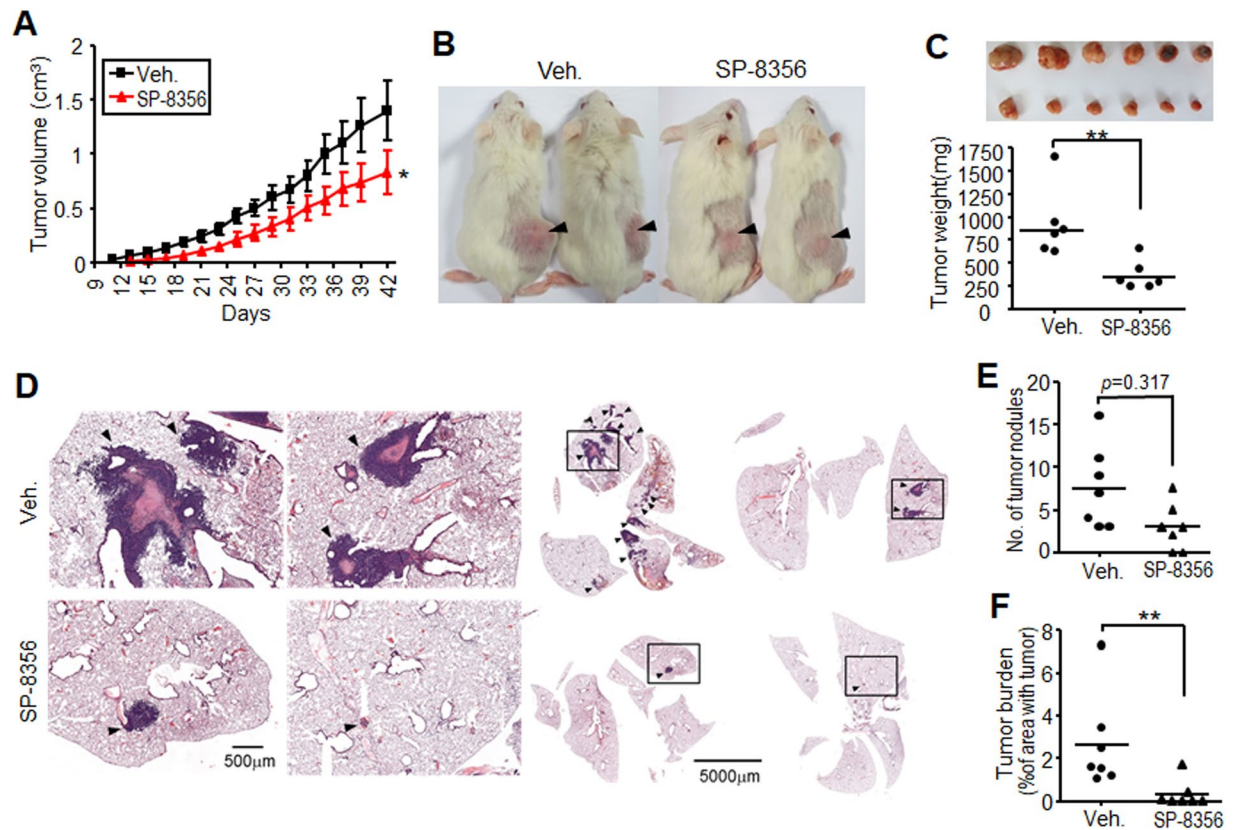 A
Tumor volume (cm³)
2
1.5
1
0.5
0
Veh.
SP-8356
*
9 12 15 18 21 24 27 30 33 36 39 42
Days
B
Veh. SP-8356
C
**
Tumor weight(mg)
1750
1500
1250
1000
750
500
250
0
Veh. SP-8356
D
Veh.
SP-8356
500µm
5000µm
E
No. of tumor nodules
20
15
10
5
0
p=0.317
Veh. SP-8356
F
Tumor burden
(%of area with tumor)
8
6
4
2
0
**
Veh. SP-8356